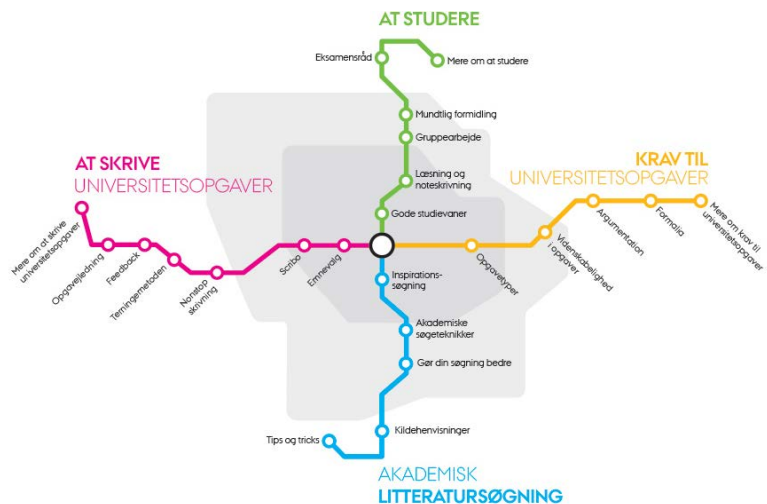 AT STUDERE
Eksamensråd
Mere om at studere
Mundtlig formidling
Gruppearbejde
Læsning og
noteskrivning
Gode studievaner
AT SKRIVE
UNIVERSITETSOPGAVER
Mere om at skrive
universitetsopgaver
Opgavejledning
Feedback
Terningemetoden
Nonstop
skrivning
Scribo
Emnevalg
KRAV TIL
UNIVERSITETSOPGAVER
Opgavetyper
Videnskabelighed
i opgaver
Argumentation
Formalia
Mere om krav til
universitetsopgaver
Inspirations-
søgning
Akademiske
søgeteknikker
Gør din søgning bedre
Kildehenvisninger
Tips og tricks
AKADEMISK
LITTERATURSØGNING